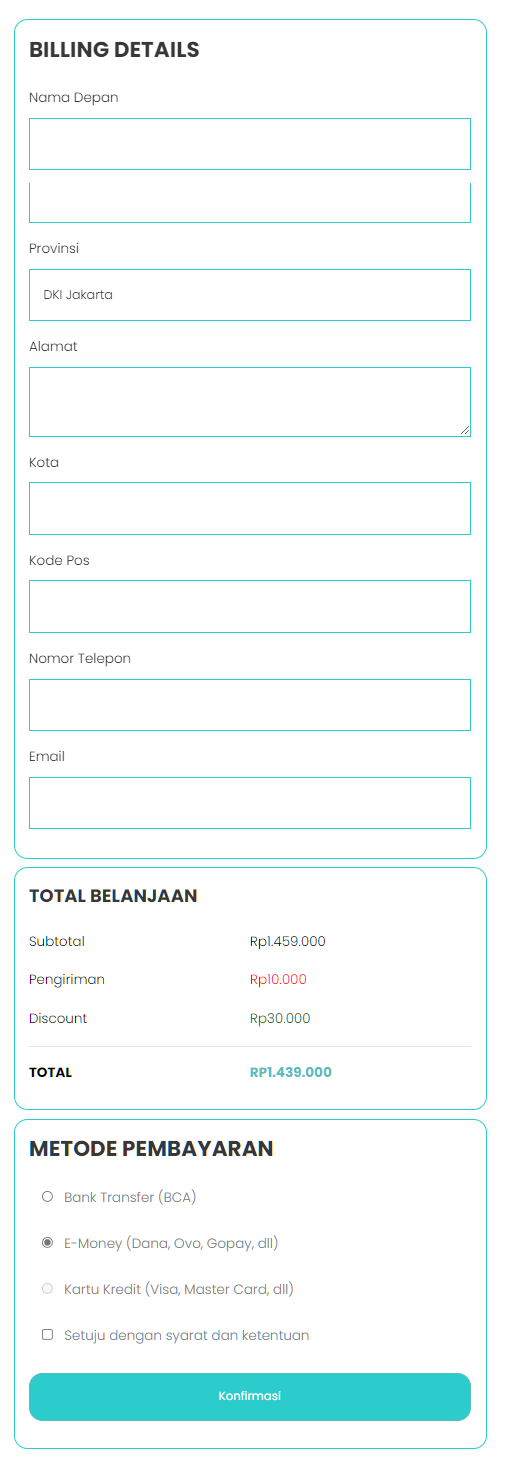 BILLING DETAILS
Nama Depan
Provinsi
DKI Jakarta
Alamat
Kota
Kode Pos
Nomor Telepon
Email
TOTAL BELANJAAN
Subtotal Rp1.459.000
Pengiriman Rp10.000
Discount Rp30.000
TOTAL RP1.439.000
METODE PEMBAYARAN
Bank Transfer (BCA)
E-Money (Dana, Ovo, Gopay, dll)
Kartu Kredit (Visa, Master Card, dll)
Setuju dengan syarat dan ketentuan
Konfirmasi